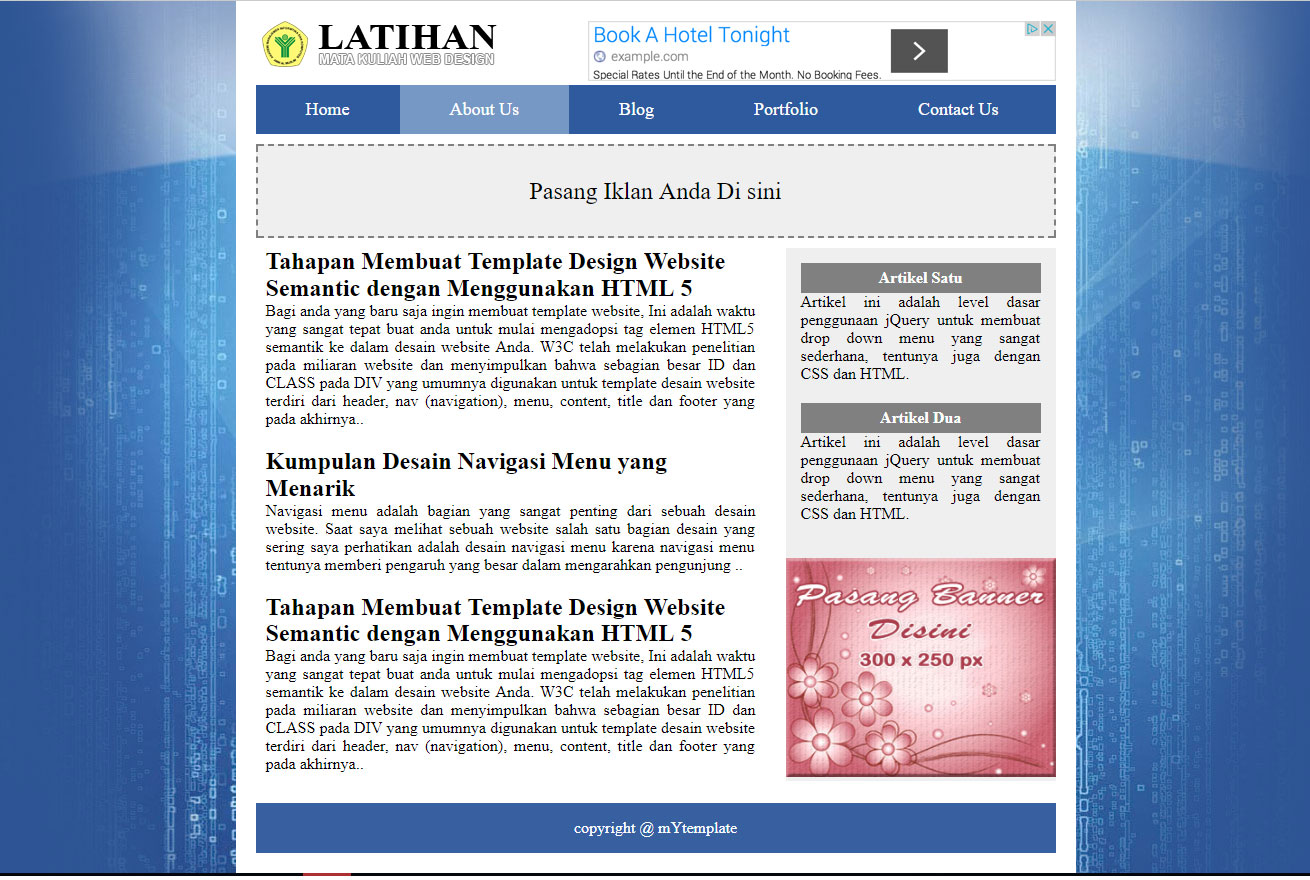 LATIHAN
MATA KULIAH WEB DESIGN
Book A Hotel Tonight
example.com
Special Rates Until the End of the Month. No Booking Fees.
Home About Us Blog Portfolio Contact Us
Pasang Iklan Anda Di sini
Tahapan Membuat Template Design Website
Semantic dengan Menggunakan HTML 5
Bagi anda yang baru saja ingin membuat template website, Ini adalah waktu
yang sangat tepat buat anda untuk mulai mengadopsi tag elemen HTML5
semantik ke dalam desain website Anda. W3C telah melakukan penelitian
pada miliaran website dan menyimpulkan bahwa sebagian besar ID dan
CLASS pada DIV yang umumnya digunakan untuk template desain website
terdiri dari header, nav (navigation), menu, content, title dan footer yang
pada akhirnya..
Kumpulan Desain Navigasi Menu yang
Menarik
Navigasi menu adalah bagian yang sangat penting dari sebuah desain
website. Saat saya melihat sebuah website salah satu bagian desain yang
sering saya perhatikan adalah desain navigasi menu karena navigasi menu
tentunya memberi pengaruh yang besar dalam mengarahkan pengunjung ..
Tahapan Membuat Template Design Website
Semantic dengan Menggunakan HTML 5
Bagi anda yang baru saja ingin membuat template website, Ini adalah waktu
yang sangat tepat buat anda untuk mulai mengadopsi tag elemen HTML5
semantik ke dalam desain website Anda. W3C telah melakukan penelitian
pada miliaran website dan menyimpulkan bahwa sebagian besar ID dan
CLASS pada DIV yang umumnya digunakan untuk template desain website
terdiri dari header, nav (navigation), menu, content, title dan footer yang
pada akhirnya..
Artikel Satu
Artikel ini adalah level dasar
penggunaan jQuery untuk membuat
drop down menu yang sangat
sederhana, tentunya juga dengan
CSS dan HTML.
Artikel Dua
Artikel ini adalah level dasar
penggunaan jQuery untuk membuat
drop down menu yang sangat
sederhana, tentunya juga dengan
CSS dan HTML.
Pasang Banner
Disini
300 x 250 px
copyright @ mYtemplate